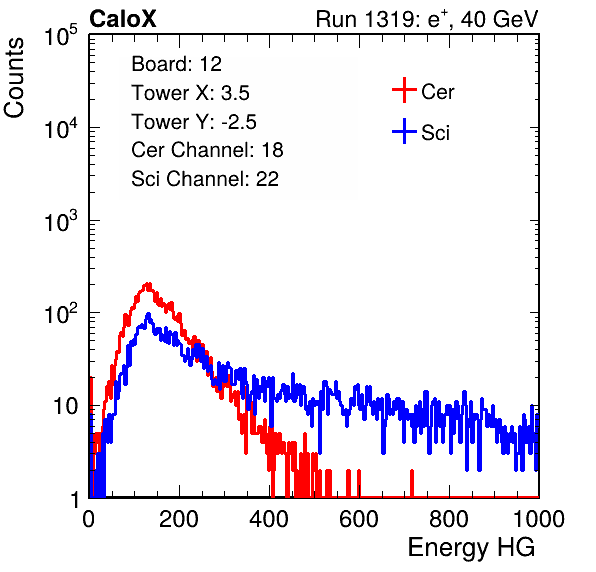 CaloX Run 1319: e⁺, 40 GeV
Counts
10⁵
10⁴
10³
10²
10
1
Board: 12
Tower X: 3.5
Tower Y: -2.5
Cer Channel: 18
Sci Channel: 22
Cer
Sci
0 200 400 600 800 1000
Energy HG